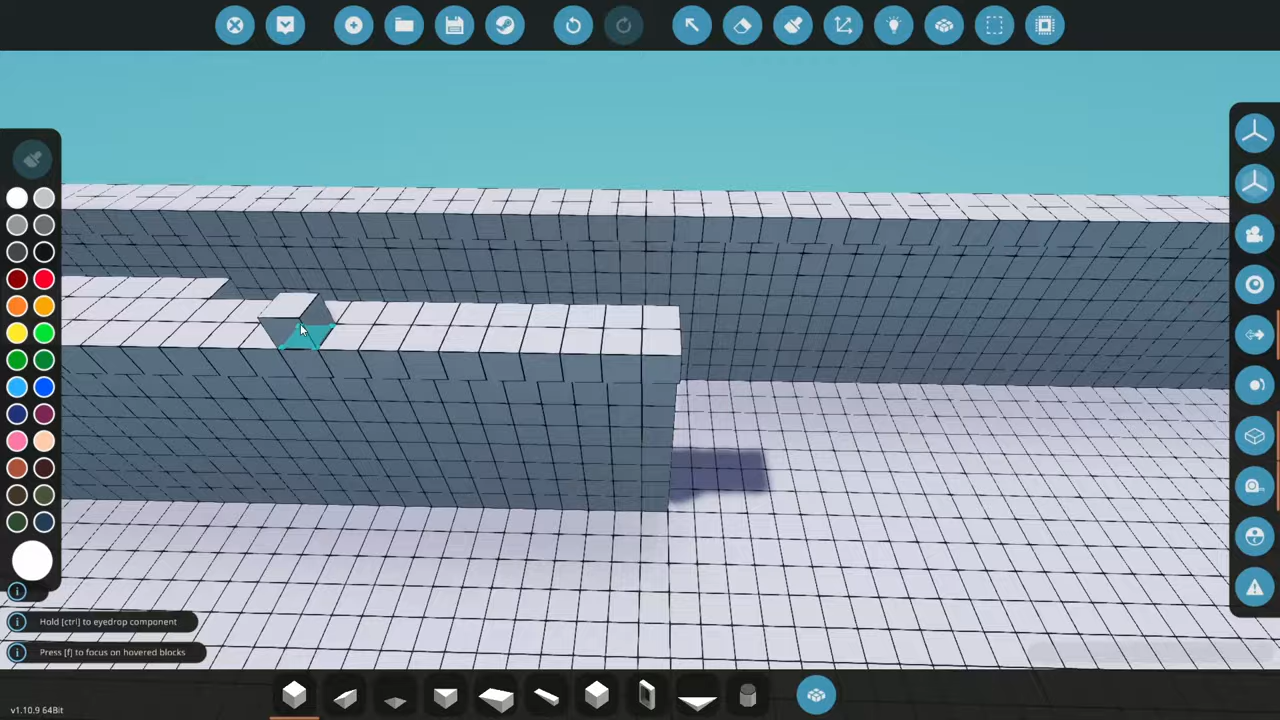 Hold [ctrl] to eyedrop component
Press [f] to focus on hovered blocks
v1.10.9 64Bit